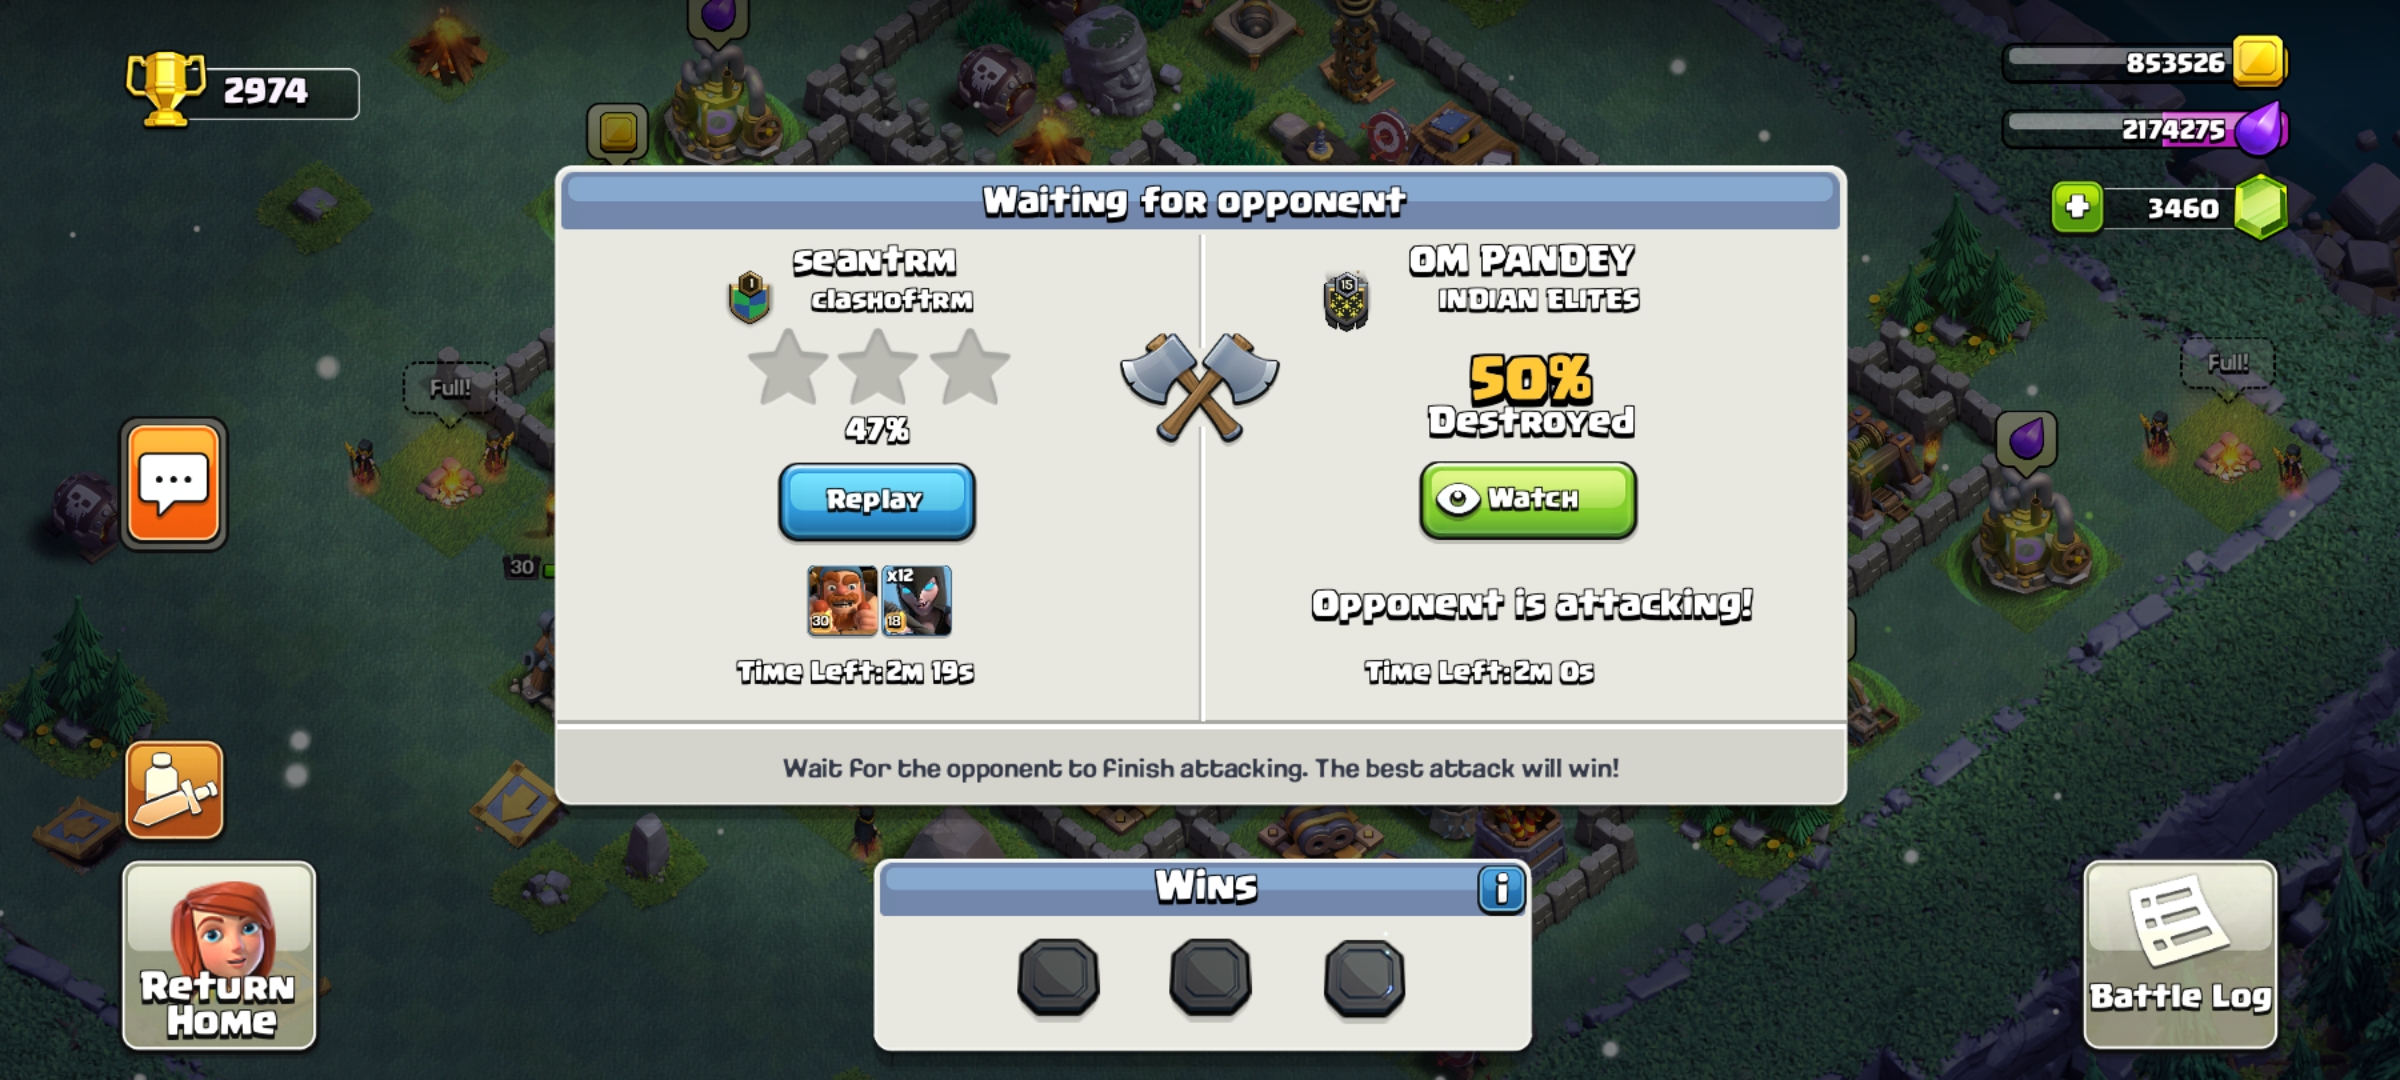 2974
853526
2174275
3460
Waiting for opponent
seantrm
clashoftrm
1
47%
Replay
x12
30
18
Time Left:2m 19s
OM PANDEY
INDIAN ELITES
15
50%
Destroyed
Watch
Opponent is attacking!
Time Left:2m 0s
Wait for the opponent to finish attacking. The best attack will win!
Full!
Full!
30
Wins
i
Return
Home
Battle Log